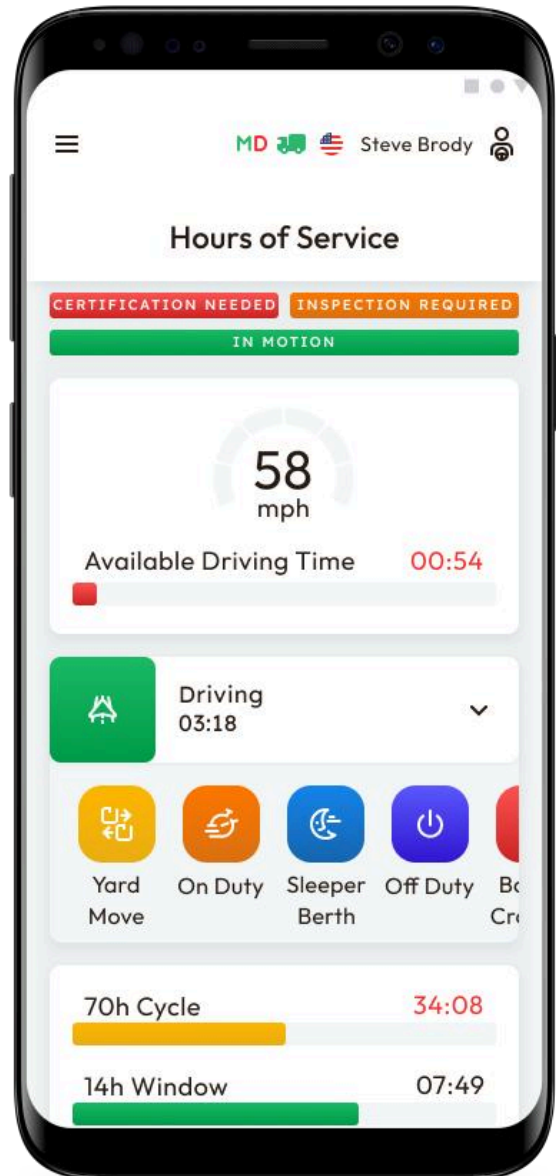 MD Steve Brody
Hours of Service
CERTIFICATION NEEDED INSPECTION REQUIRED
IN MOTION
58
mph
Available Driving Time 00:54
Driving
03:18
Yard Move
On Duty
Sleeper Berth
Off Duty
70h Cycle 34:08
14h Window 07:49